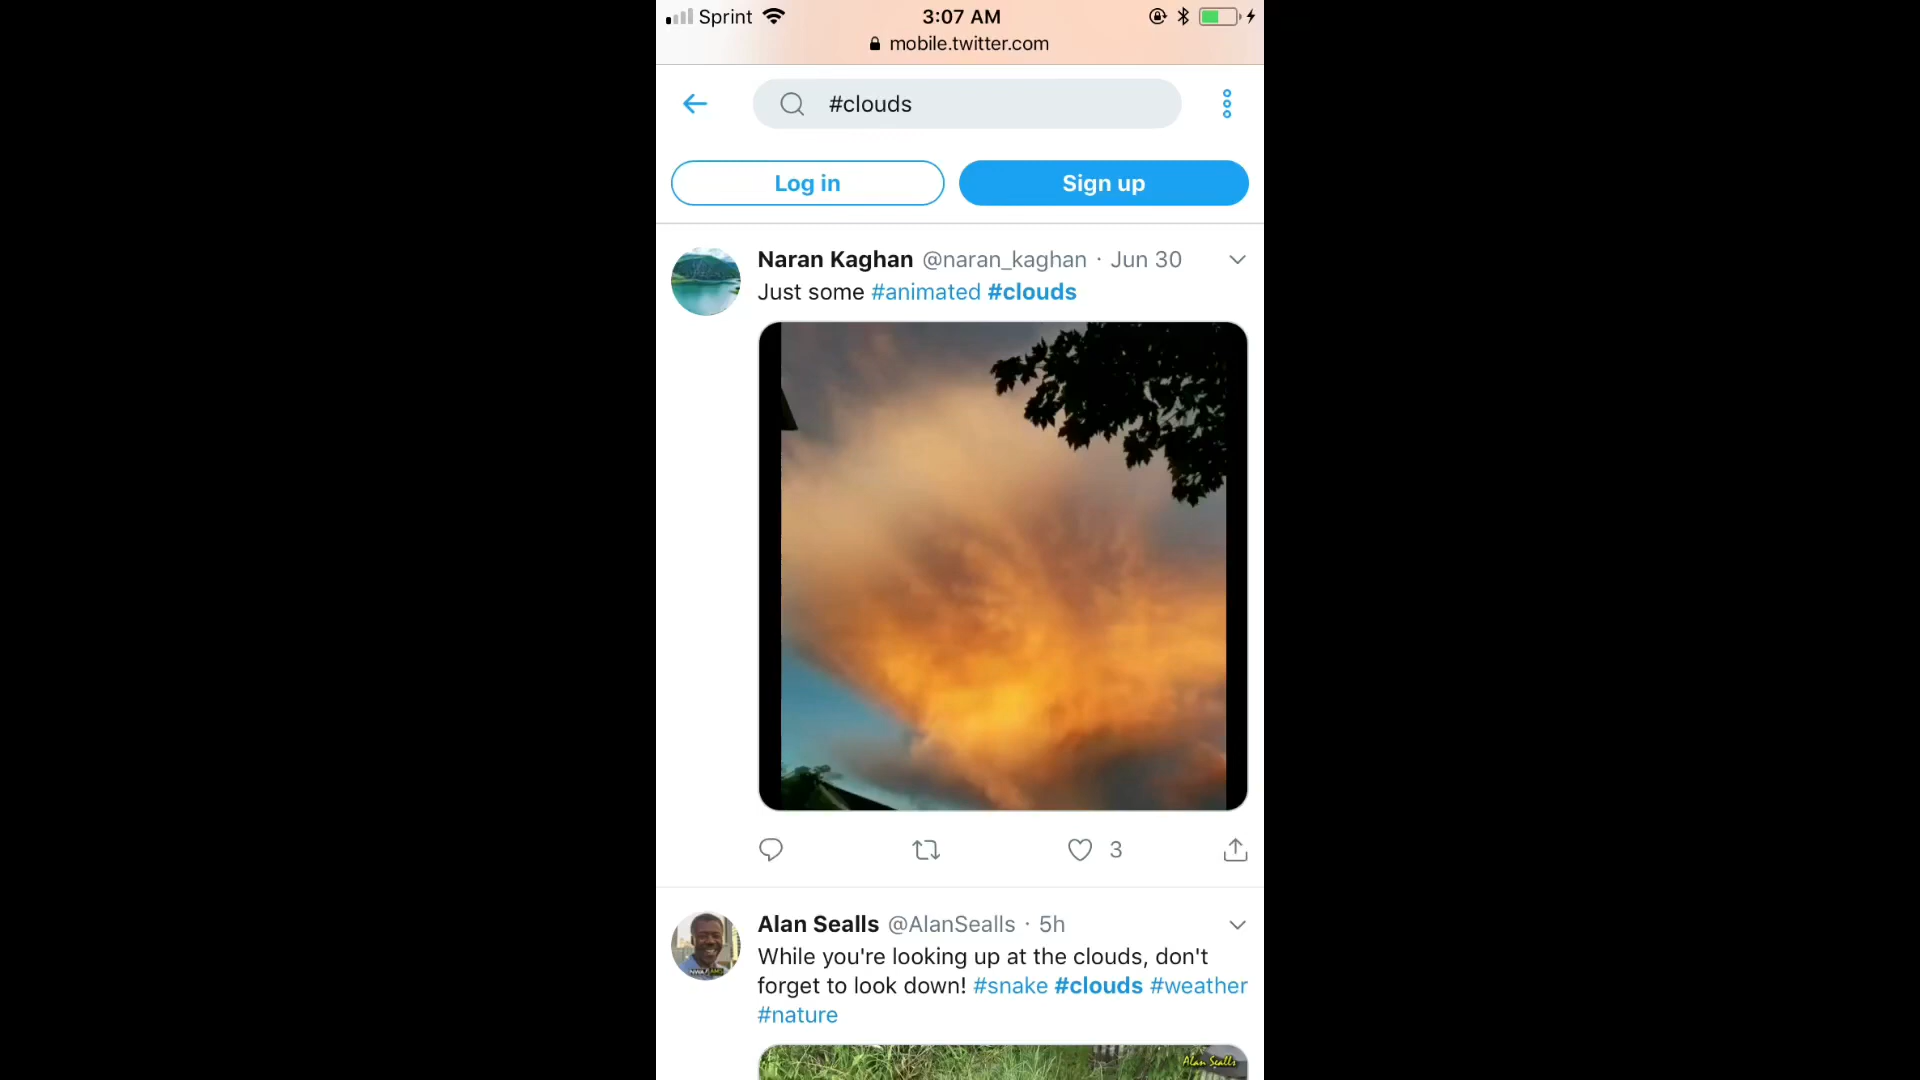 Sprint 3:07 AM
mobile.twitter.com
#clouds
Log in Sign up
Naran Kaghan @naran_kaghan · Jun 30
Just some #animated #clouds
3
Alan Sealls @AlanSealls · 5h
While you're looking up at the clouds, don't
forget to look down! #snake #clouds #weather
#nature
Alan Sealls